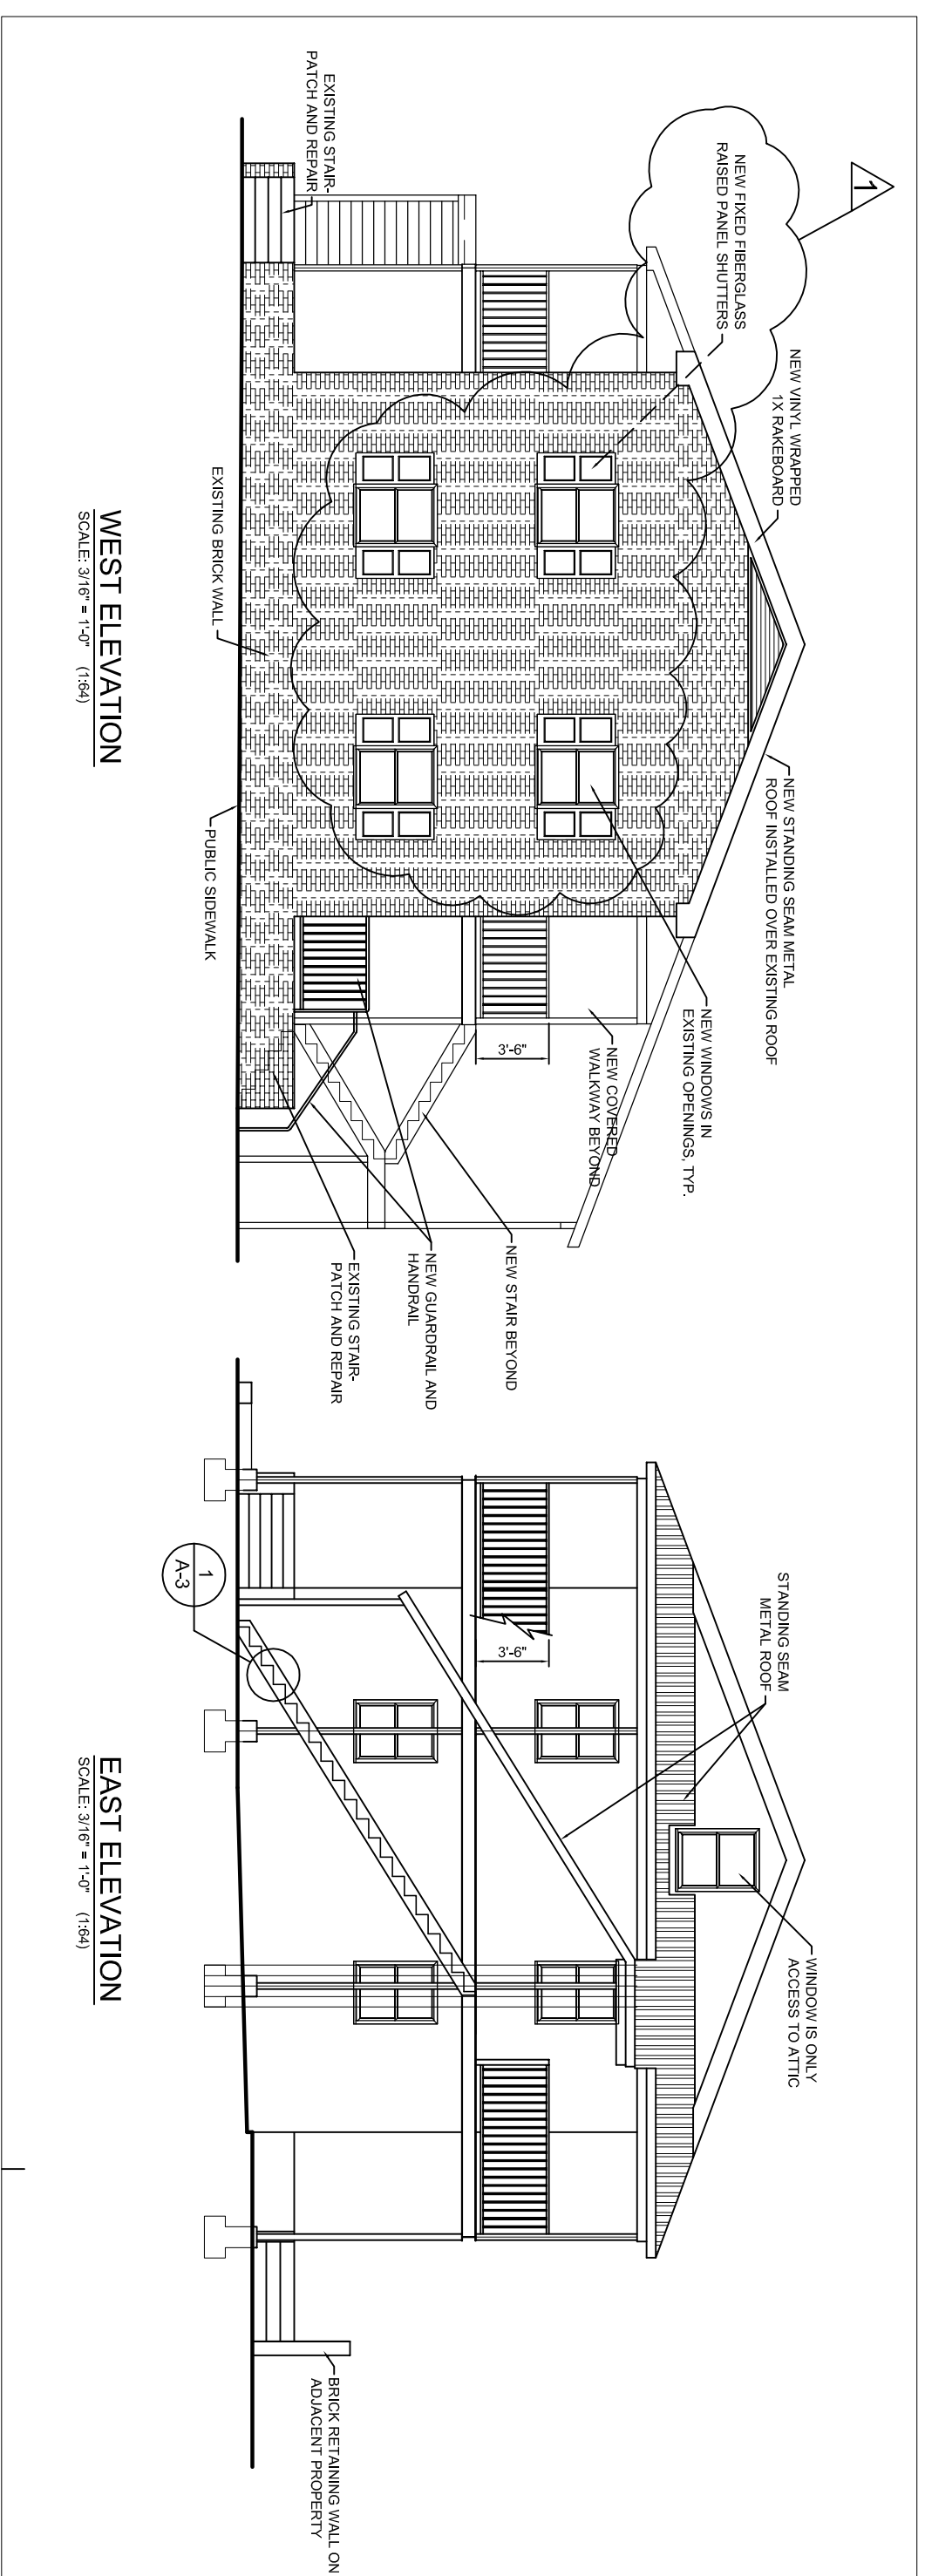 1
NEW FIXED FIBERGLASS
RAISED PANEL SHUTTERS
NEW VINYL WRAPPED
1X RAKEBOARD
NEW STANDING SEAM METAL
ROOF INSTALLED OVER EXISTING ROOF
NEW WINDOWS IN
EXISTING OPENINGS, TYP.
NEW COVERED
WALKWAY BEYOND
3'-6"
NEW STAIR BEYOND
NEW GUARDRAIL AND
HANDRAIL
EXISTING STAIR-
PATCH AND REPAIR
EXISTING STAIR-
PATCH AND REPAIR
EXISTING BRICK WALL
PUBLIC SIDEWALK
WEST ELEVATION
SCALE: 3/16" = 1'-0" (1:64)
STANDING SEAM
METAL ROOF
WINDOW IS ONLY
ACCESS TO ATTIC
3'-6"
1
A-3
BRICK RETAINING WALL ON
ADJACENT PROPERTY
EAST ELEVATION
SCALE: 3/16" = 1'-0" (1:64)